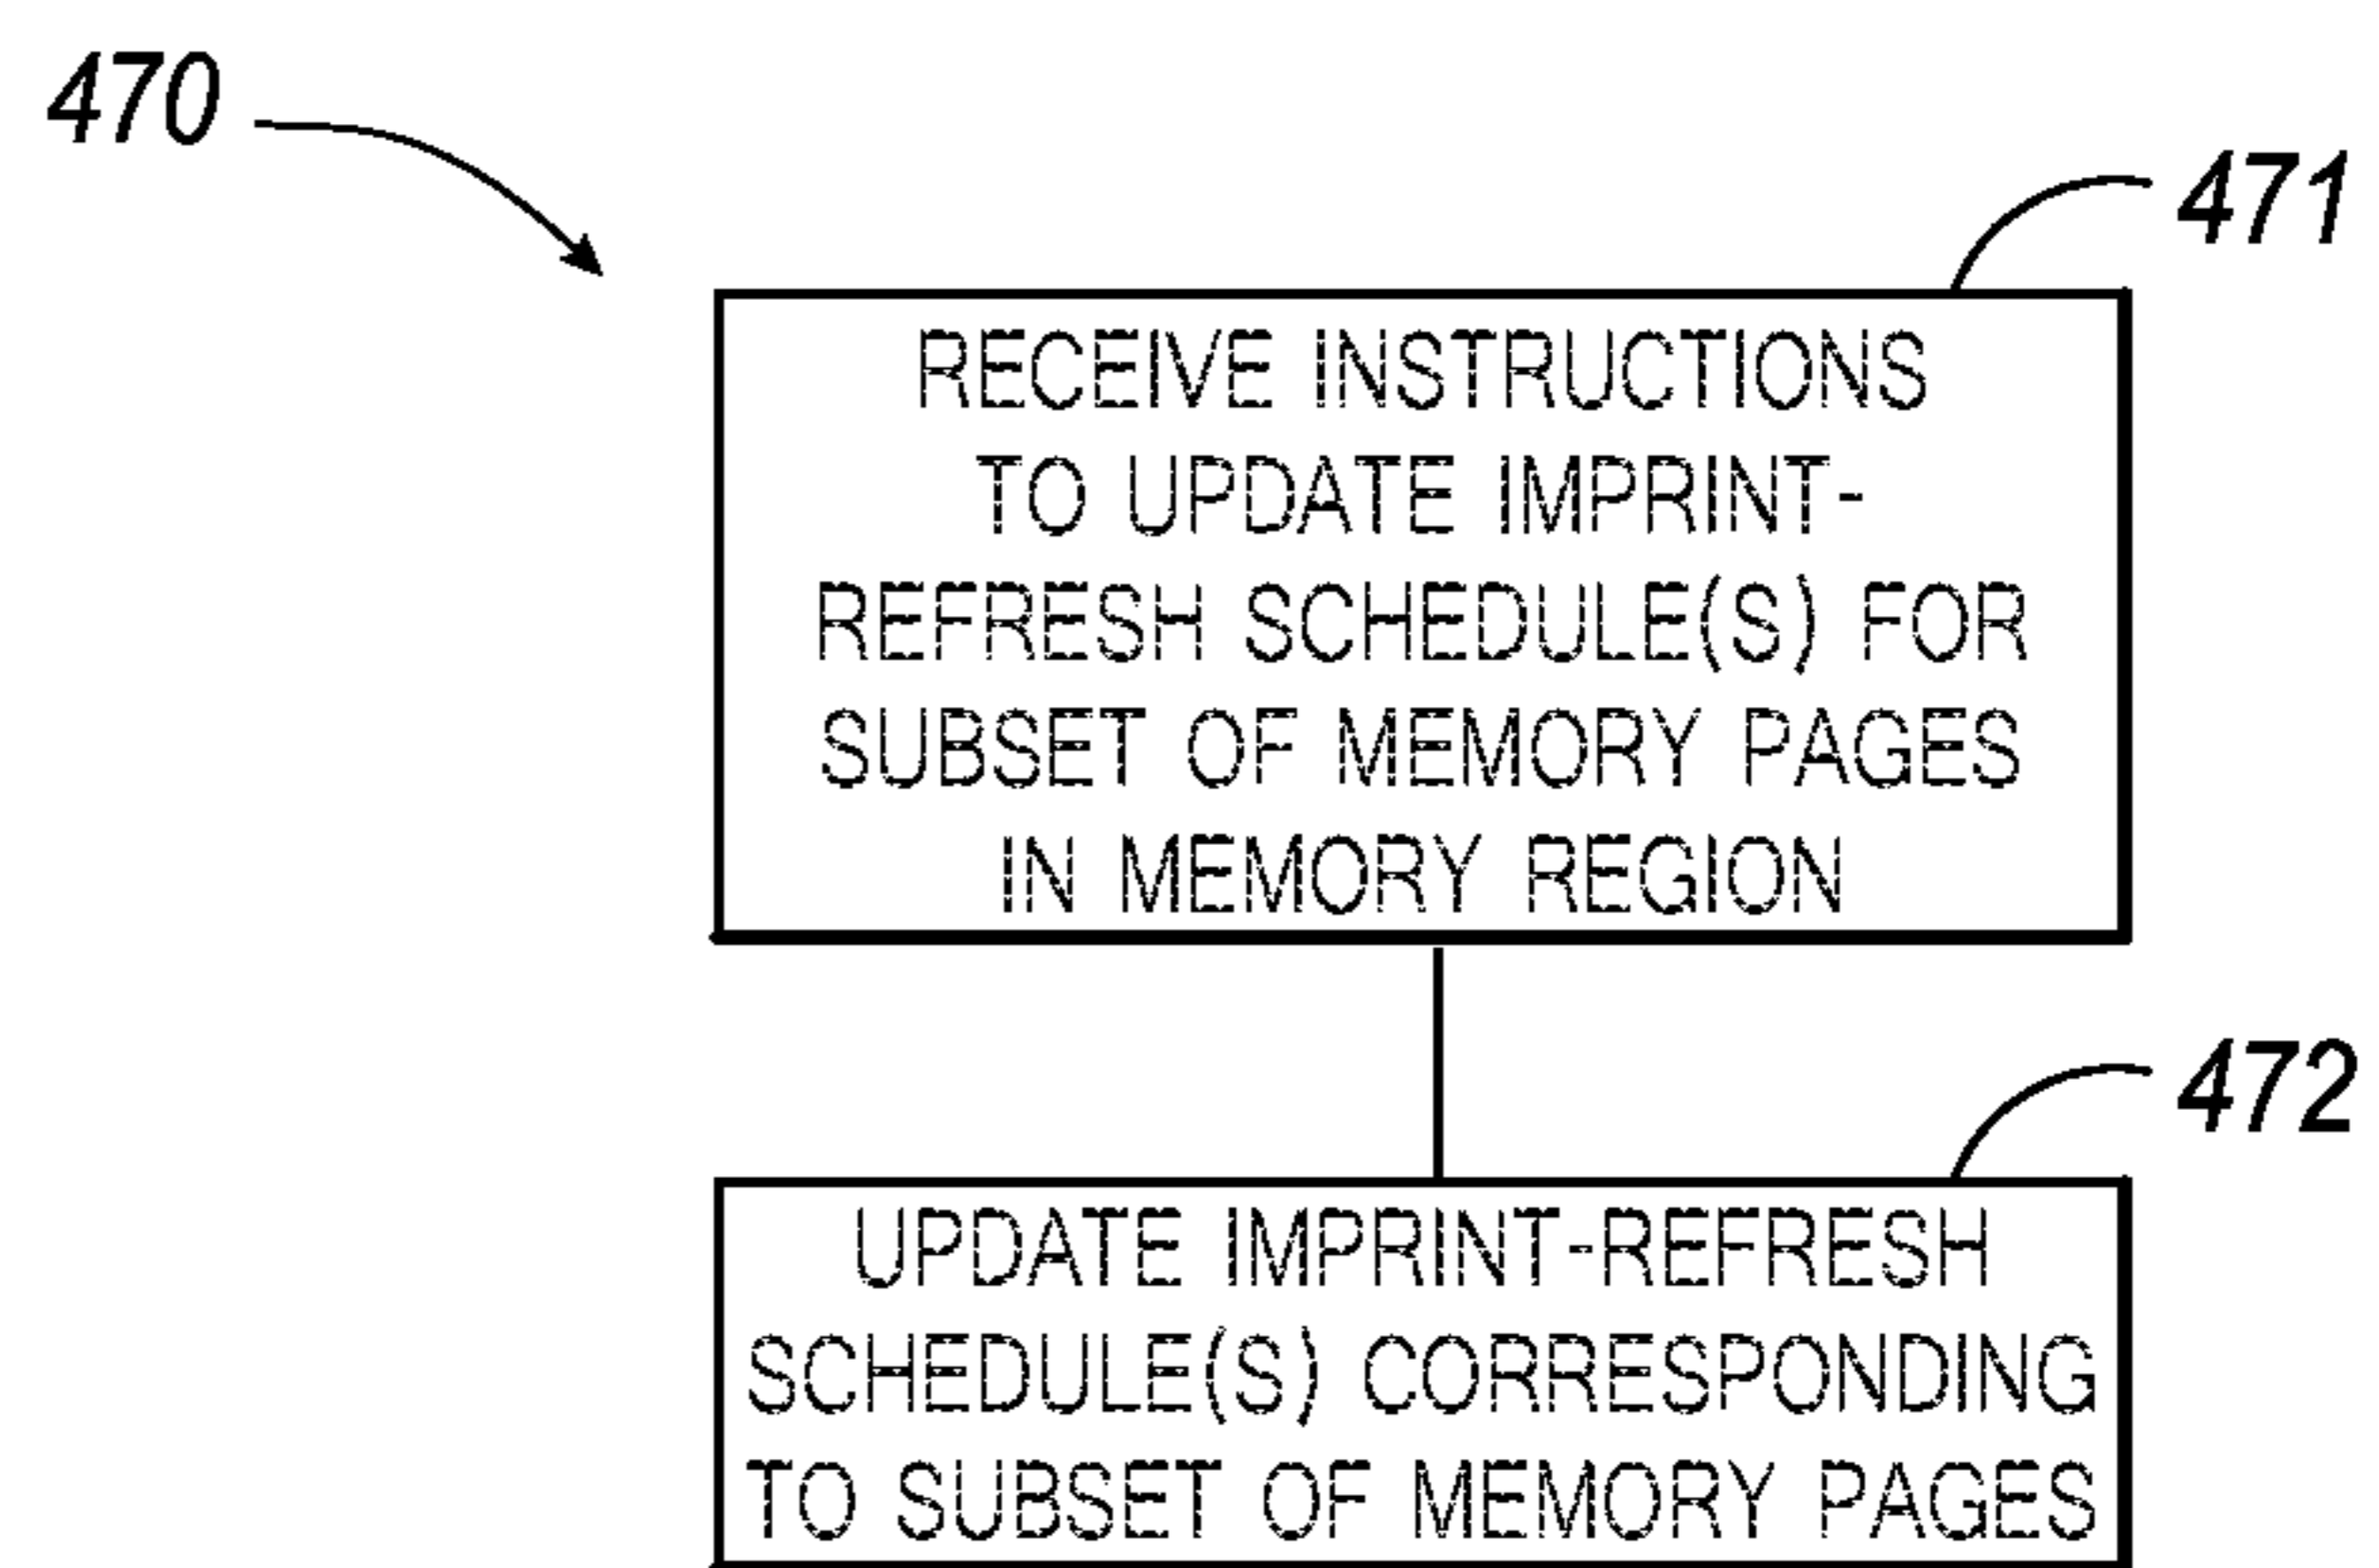 470
471
RECEIVE INSTRUCTIONS
TO UPDATE IMPRINT-
REFRESH SCHEDULE(S) FOR
SUBSET OF MEMORY PAGES
IN MEMORY REGION
472
UPDATE IMPRINT-REFRESH
SCHEDULE(S) CORRESPONDING
TO SUBSET OF MEMORY PAGES